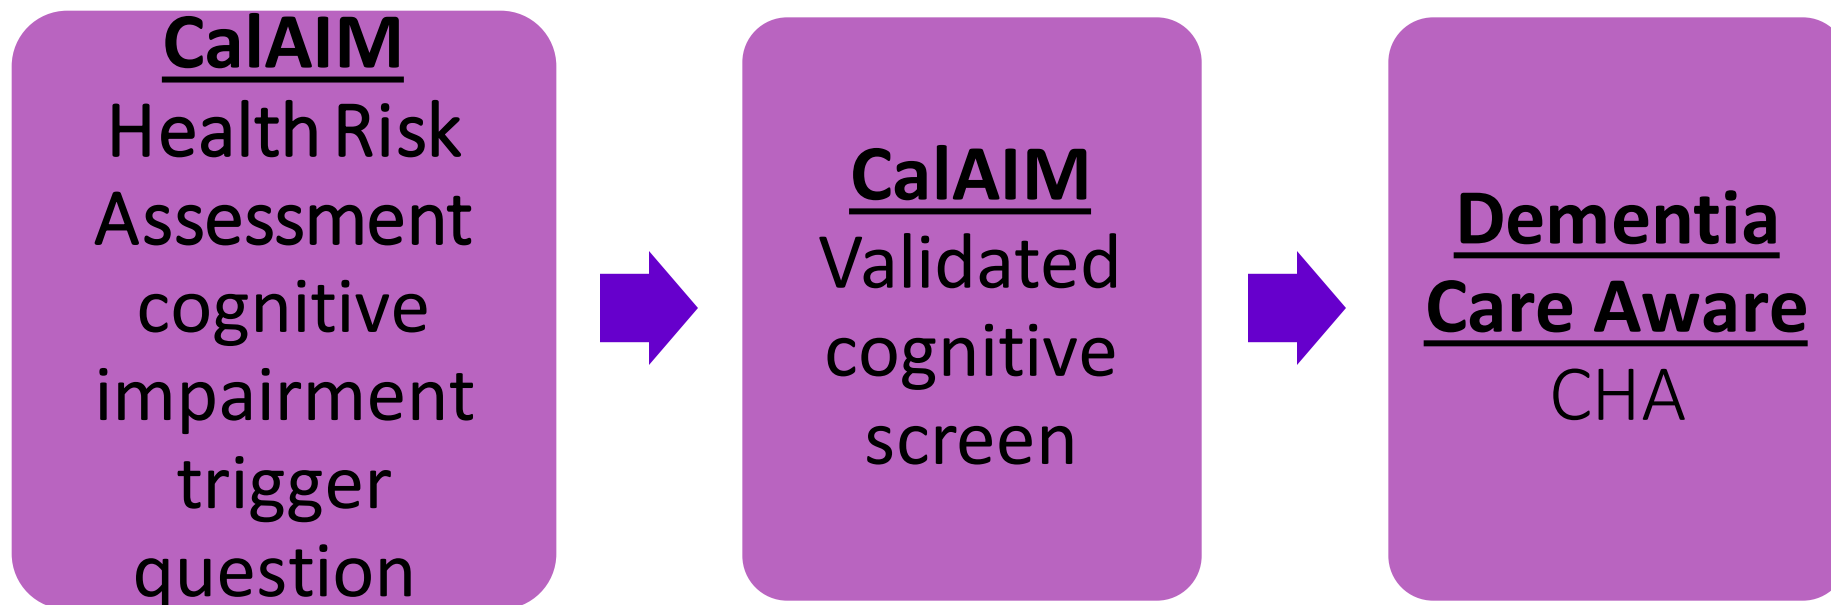 CalAIM
Health Risk
Assessment
cognitive
impairment
trigger
question
CalAIM
Validated
cognitive
screen
Dementia
Care Aware
CHA